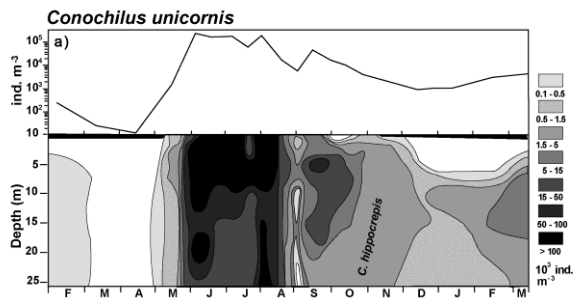 Conochilus unicornis
a)
ind. m⁻³
10⁵
10⁴
10³
10²
10
Depth (m)
5
10
15
20
25
C. hippocrepis
F M A M J J A S O N D J F M
0.1 - 0.5
0.5 - 1.5
1.5 - 5
5 - 15
15 - 50
50 - 100
> 100
10³ ind.
m⁻³